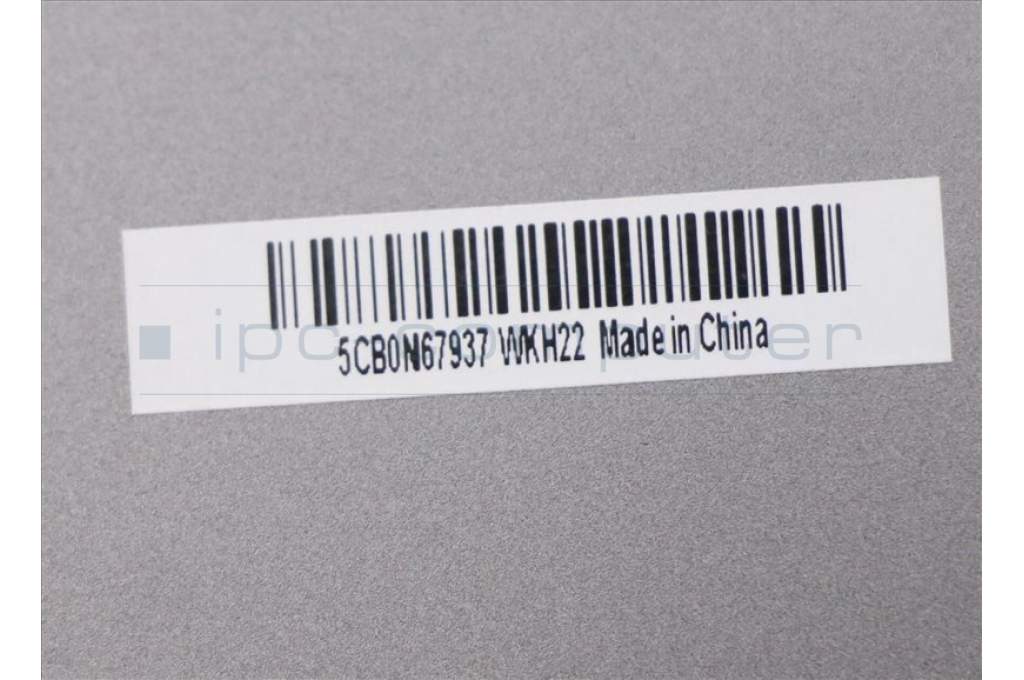 5CB0N67937 WKH22 Made in China
ipc-computer